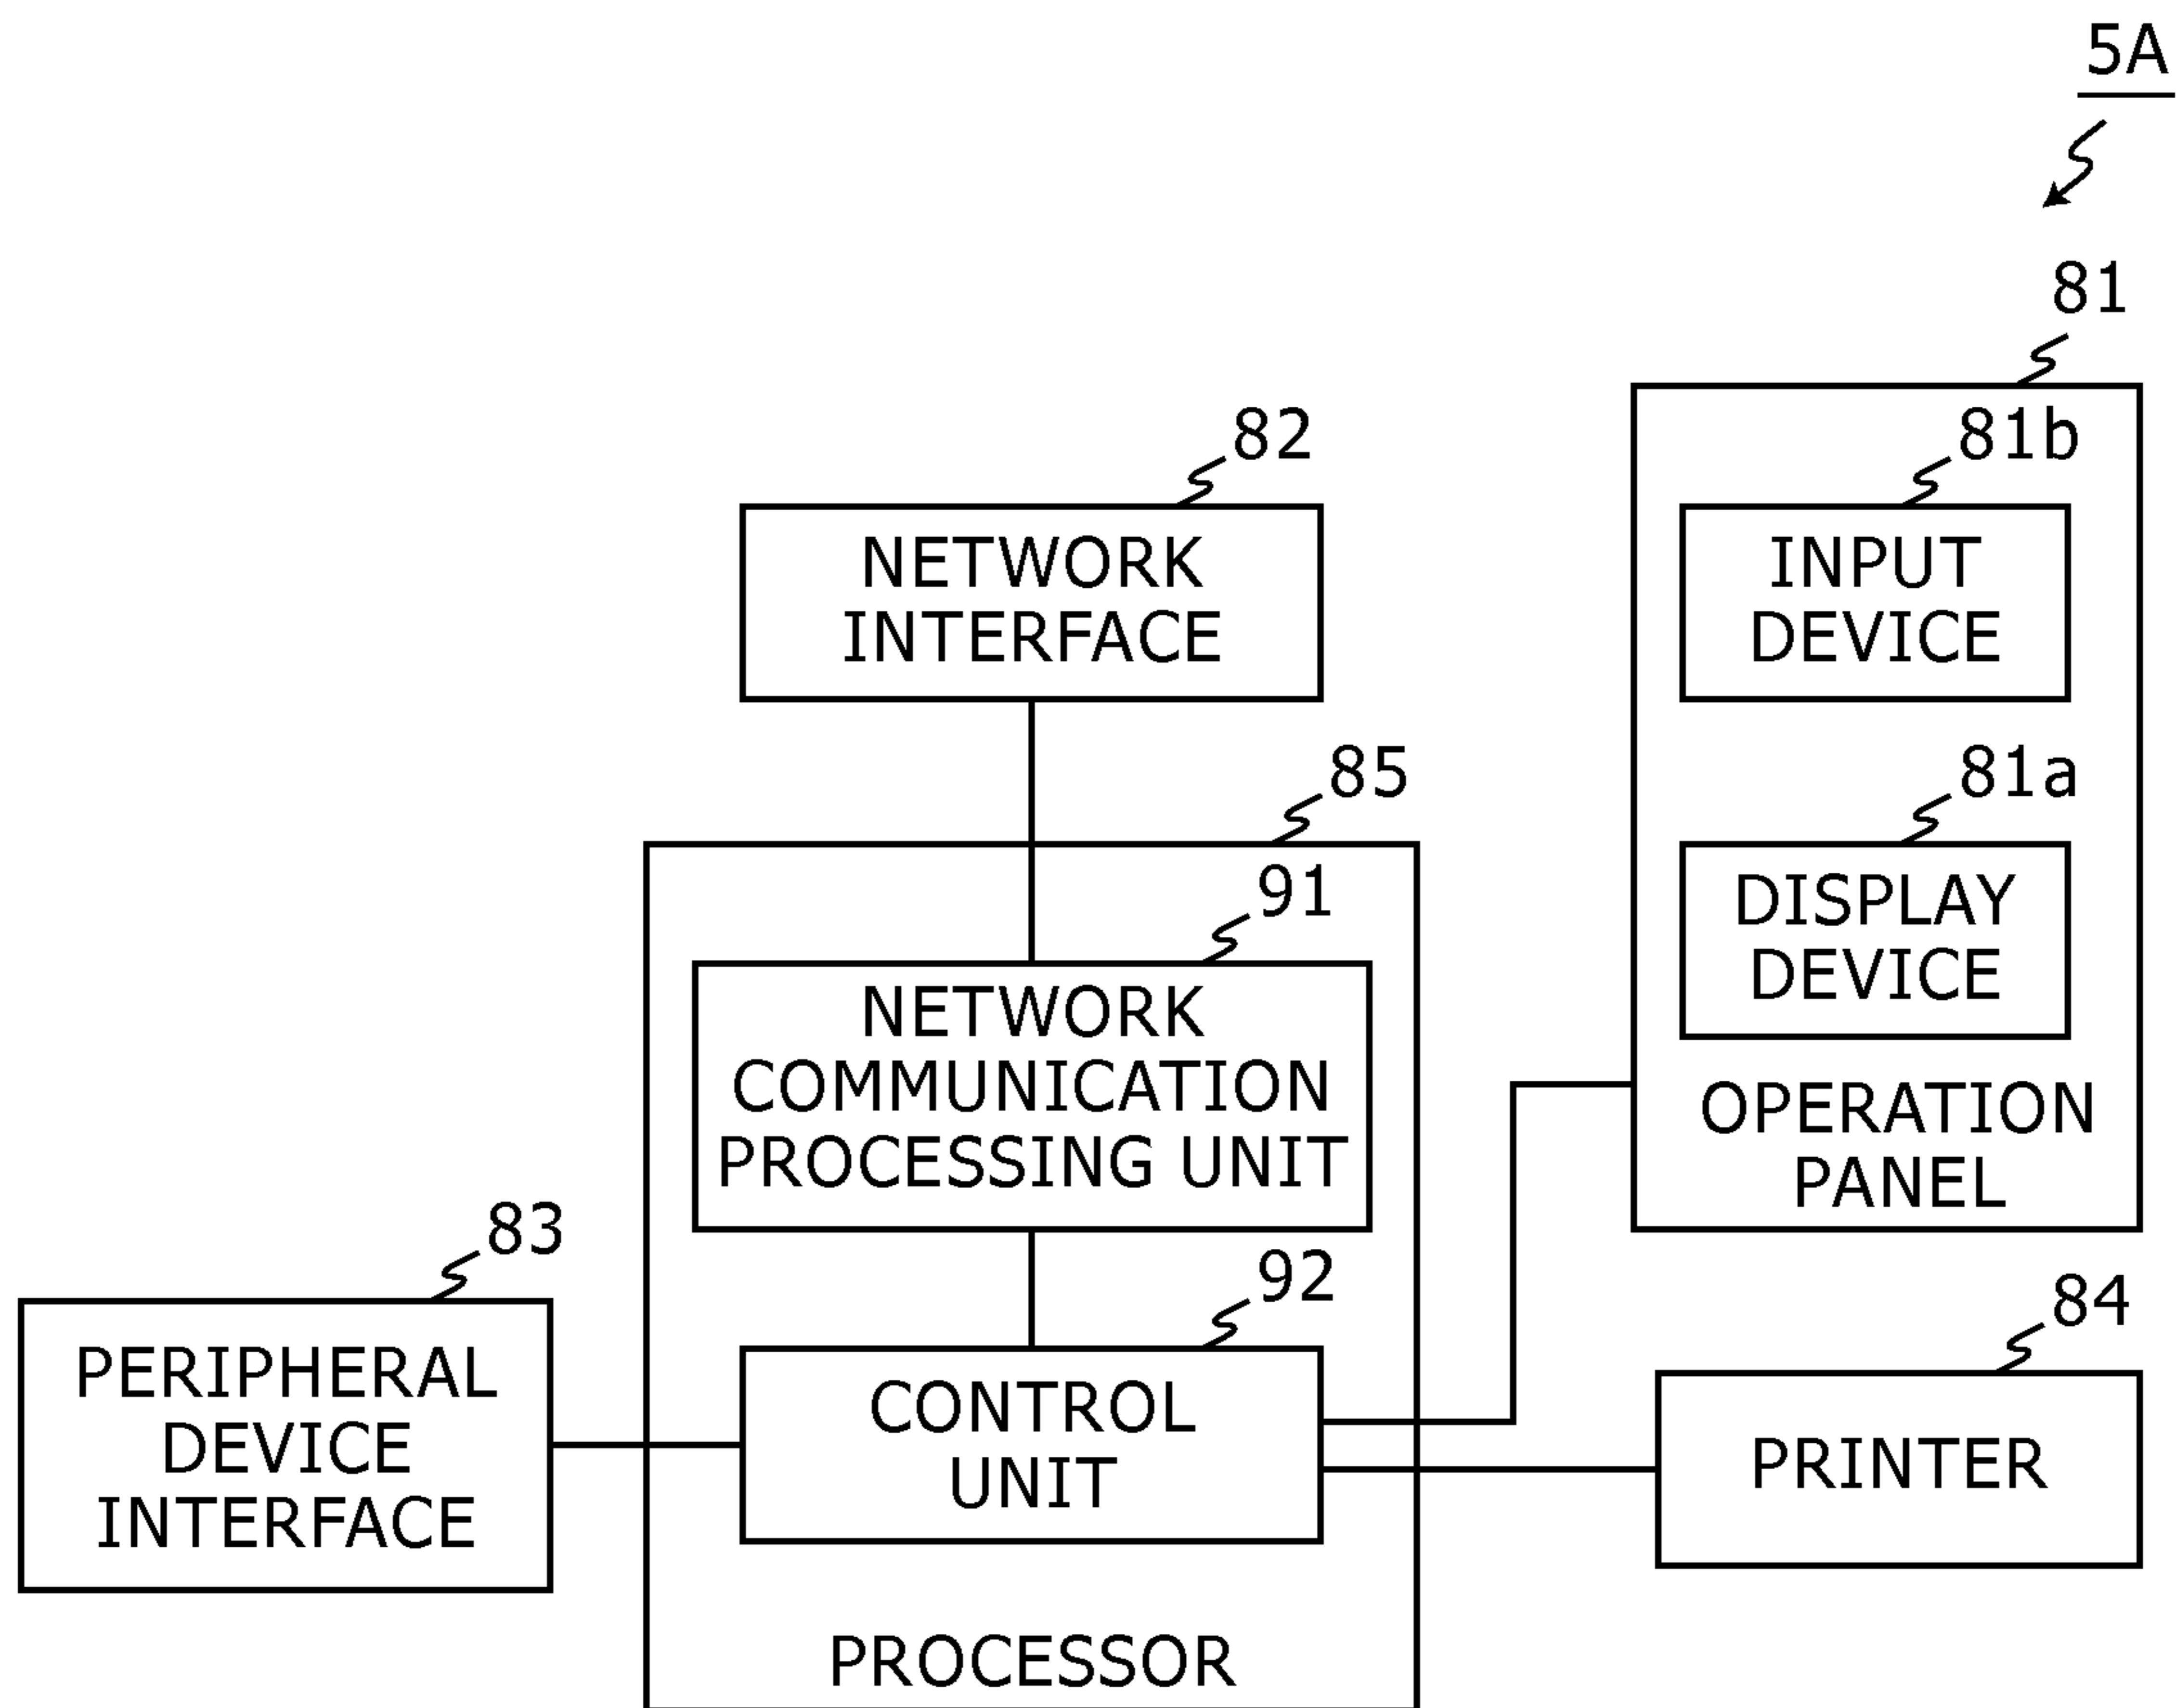 5A
81
82
81b
NETWORK
INTERFACE
INPUT
DEVICE
85
81a
91
DISPLAY
DEVICE
NETWORK
COMMUNICATION
PROCESSING UNIT
OPERATION
PANEL
83
92
84
PERIPHERAL
DEVICE
INTERFACE
CONTROL
UNIT
PRINTER
PROCESSOR